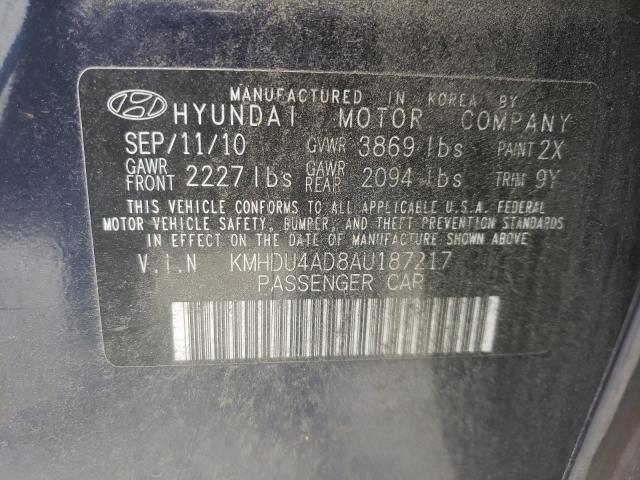 MANUFACTURED IN KOREA BY
HYUNDAI MOTOR COMPANY
SEP/11/10 GVWR 3869 lbs PAINT 2X
GAWR FRONT 2227 lbs GAWR REAR 2094 lbs TRIM 9Y
THIS VEHICLE CONFORMS TO ALL APPLICABLE U.S.A. FEDERAL
MOTOR VEHICLE SAFETY, BUMPER, AND THEFT PREVENTION STANDARDS
IN EFFECT ON THE DATE OF MANUFACTURE SHOWN ABOVE
V.I.N KMHDU4AD8AU187217
PASSENGER CAR